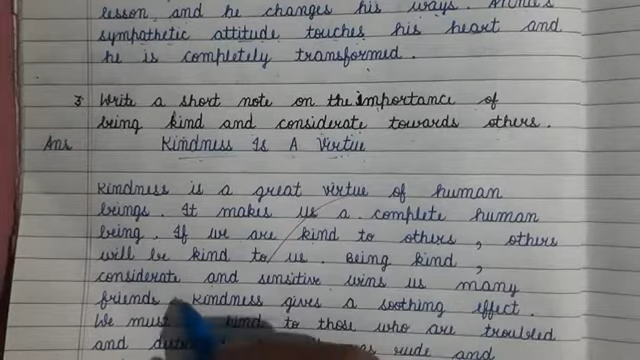 lesson and he changes his ways.
sympathetic attitude touches his heart and
he is completely transformed.
3 Write a short note on the importance of
being kind and considerate towards others.
Ans Kindness Is A Virtue
Kindness is a great virtue of human
beings. It makes us a complete human
being. If we are kind to others, others
will be kind to us. Being kind,
considerate and sensitive wins us many
friends. Kindness gives a soothing effect.
We must kind to those who are troubled
and rude and